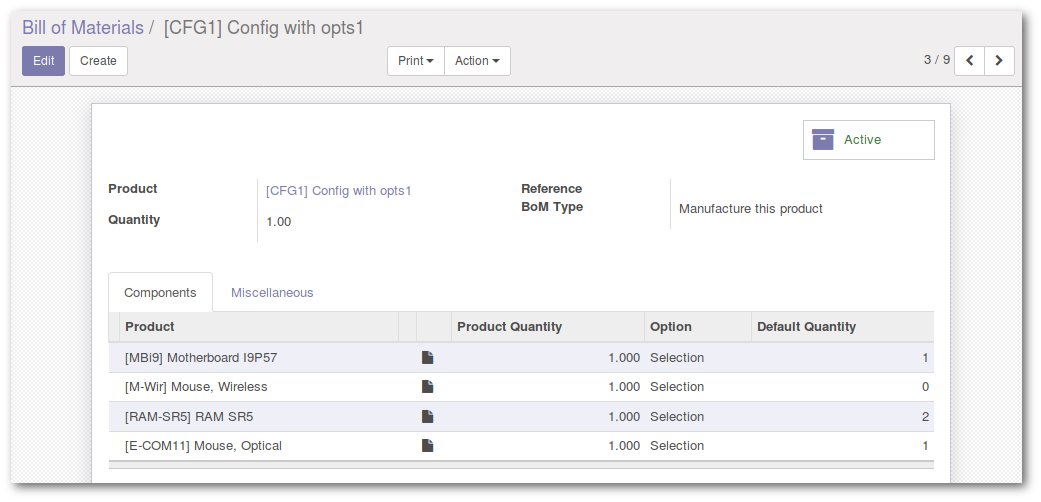 Bill of Materials / [CFG1] Config with opts1
Edit Create Print Action 3 / 9
Active
Product [CFG1] Config with opts1 Reference
BoM Type Manufacture this product
Quantity 1.00
Components Miscellaneous
Product Product Quantity Option Default Quantity
[MBi9] Motherboard I9P57 1.000 Selection 1
[M-Wir] Mouse, Wireless 1.000 Selection 0
[RAM-SR5] RAM SR5 1.000 Selection 2
[E-COM11] Mouse, Optical 1.000 Selection 1